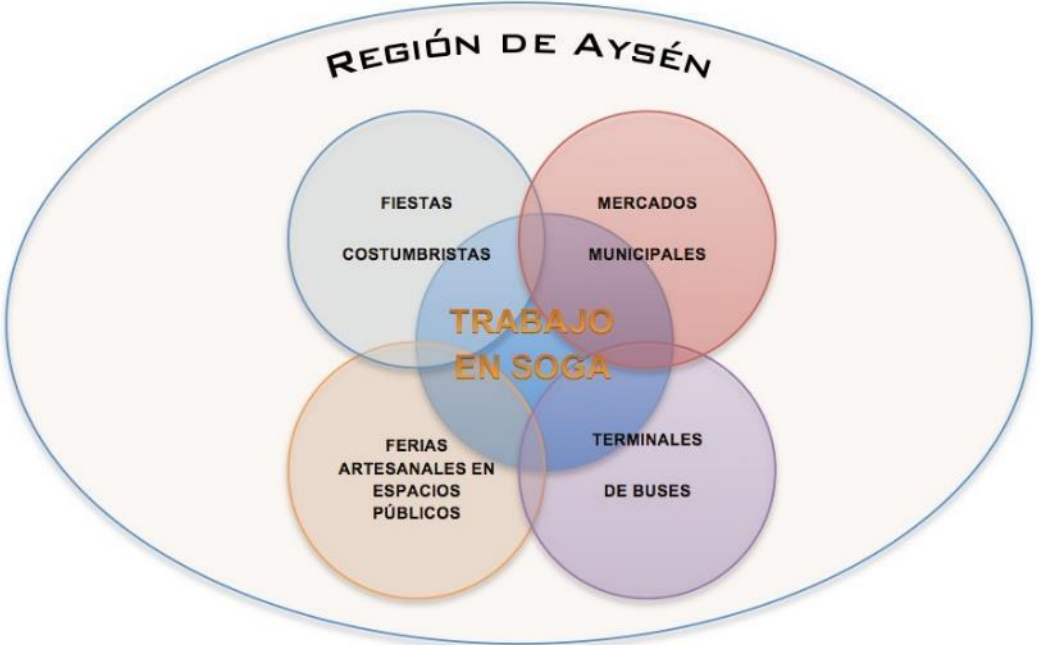 REGIÓN DE AYSÉN
FIESTAS
COSTUMBRISTAS
MERCADOS
MUNICIPALES
TRABAJO
EN SOGA
FERIAS
ARTESANALES EN
ESPACIOS
PÚBLICOS
TERMINALES
DE BUSES